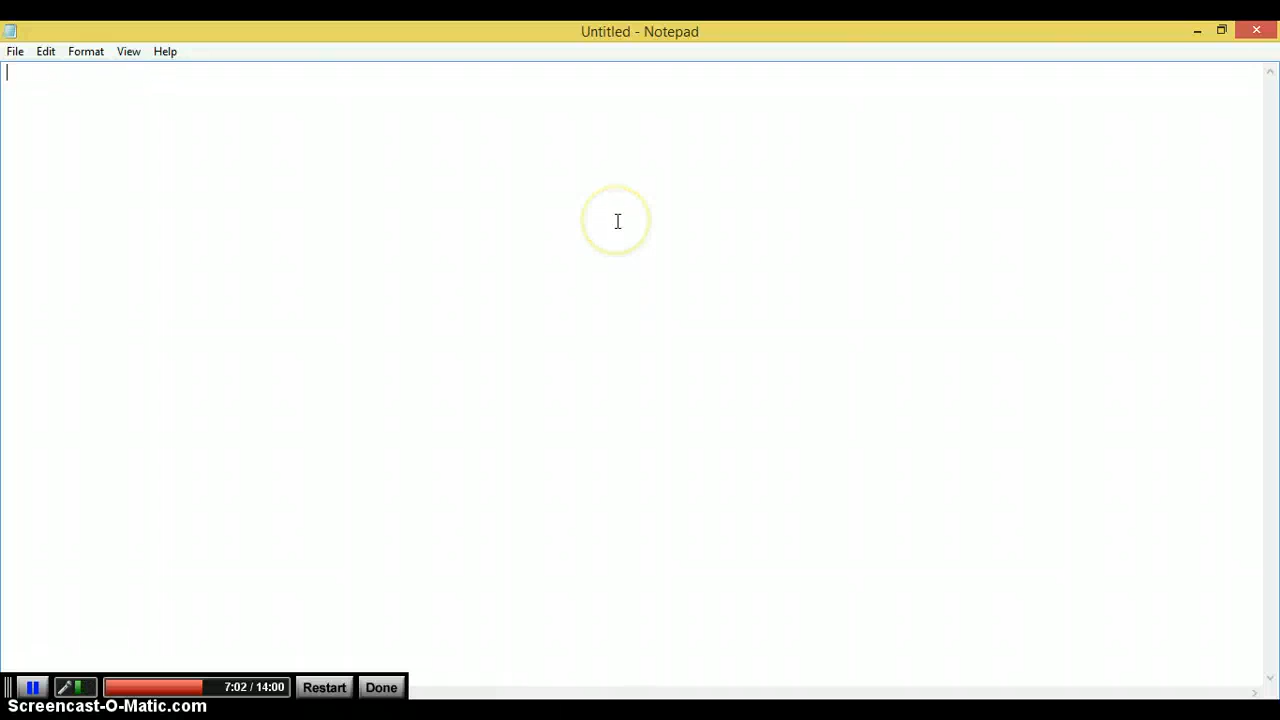 Untitled - Notepad
File Edit Format View Help
7:02 / 14:00 Restart Done
Screencast-O-Matic.com